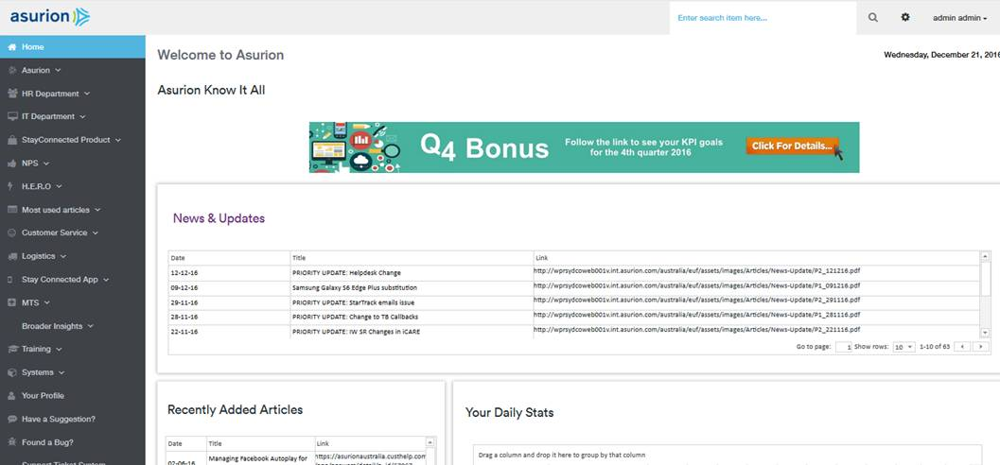 asurion
Enter search item here...
admin admin
Home
Asurion
HR Department
IT Department
StayConnected Product
NPS
H.E.R.O
Most used articles
Customer Service
Logistics
Stay Connected App
MTS
Broader Insights
Training
Systems
Your Profile
Have a Suggestion?
Found a Bug?
Support Ticket System
Welcome to Asurion
Wednesday, December 21, 2016
Asurion Know It All
Q4 Bonus
Follow the link to see your KPI goals
for the 4th quarter 2016
Click For Details...
News & Updates
Date Title Link
12-12-16 PRIORITY UPDATE: Helpdesk Change http://wprsydcoweb001v.int.asurion.com/australia/euf/assets/images/Articles/News-Update/P2_121216.pdf
09-12-16 Samsung Galaxy S6 Edge Plus substitution http://wprsydcoweb001v.int.asurion.com/australia/euf/assets/images/Articles/News-Update/P1_091216.pdf
29-11-16 PRIORITY UPDATE: StarTrack emails issue http://wprsydcoweb001v.int.asurion.com/australia/euf/assets/images/Articles/News-Update/P2_291116.pdf
28-11-16 PRIORITY UPDATE: Change to TB Callbacks http://wprsydcoweb001v.int.asurion.com/australia/euf/assets/images/Articles/News-Update/P1_281116.pdf
22-11-16 PRIORITY UPDATE: IW SR Changes in iCARE http://wprsydcoweb001v.int.asurion.com/australia/euf/assets/images/Articles/News-Update/P2_221116.pdf
Go to page: 1 Show rows: 10 1-10 of 63
Recently Added Articles
Date Title Link
02-06-16 Managing Facebook Autoplay for https://asurionaustralia.custhelp.com
Your Daily Stats
Drag a column and drop it here to group by that column